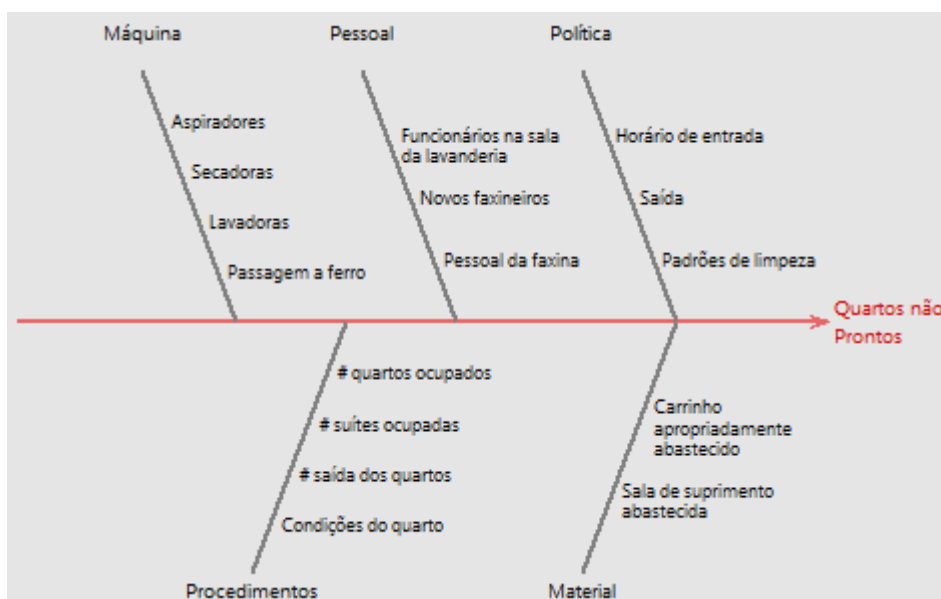 Máquina
Pessoal
Política
Aspiradores
Secadoras
Lavadoras
Passagem a ferro
Funcionários na sala
da lavanderia
Novos faxineiros
Pessoal da faxina
Horário de entrada
Saída
Padrões de limpeza
Quartos não
Prontos
# quartos ocupados
# suítes ocupadas
# saída dos quartos
Condições do quarto
Carrinho
apropriadamente
abastecido
Sala de suprimento
abastecida
Procedimentos
Material